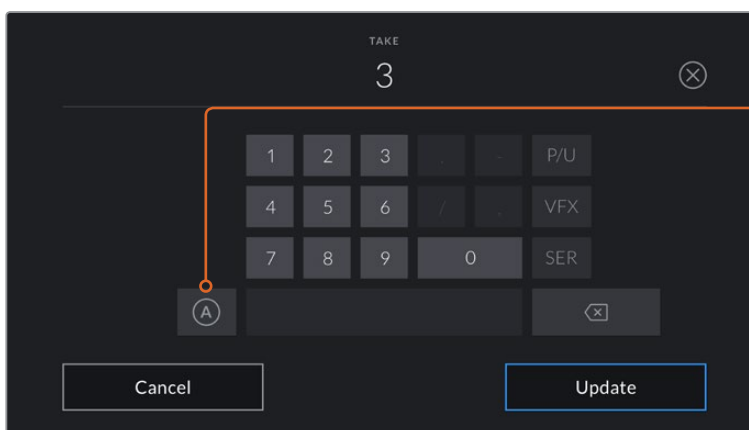 TAKE
3
1 2 3 . - P/U
4 5 6 / , VFX
7 8 9 0 SER
A
Cancel Update